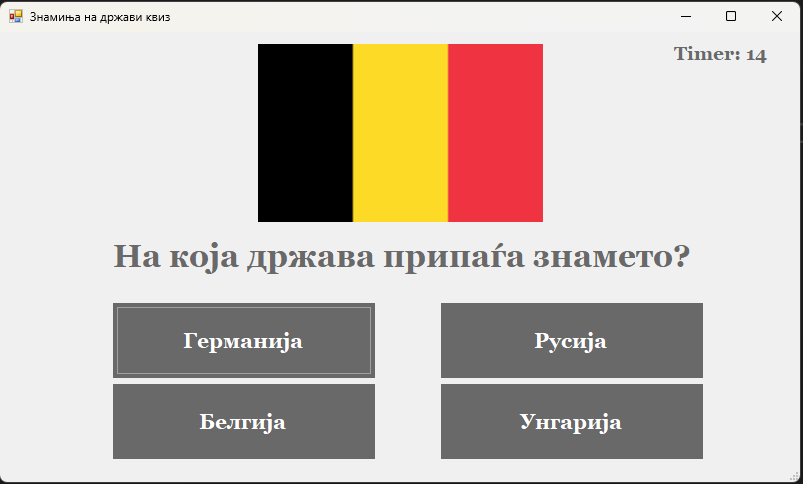 Знамиња на држави квиз
Timer: 14
На која држава припаѓа знамето?
Германија
Русија
Белгија
Унгарија